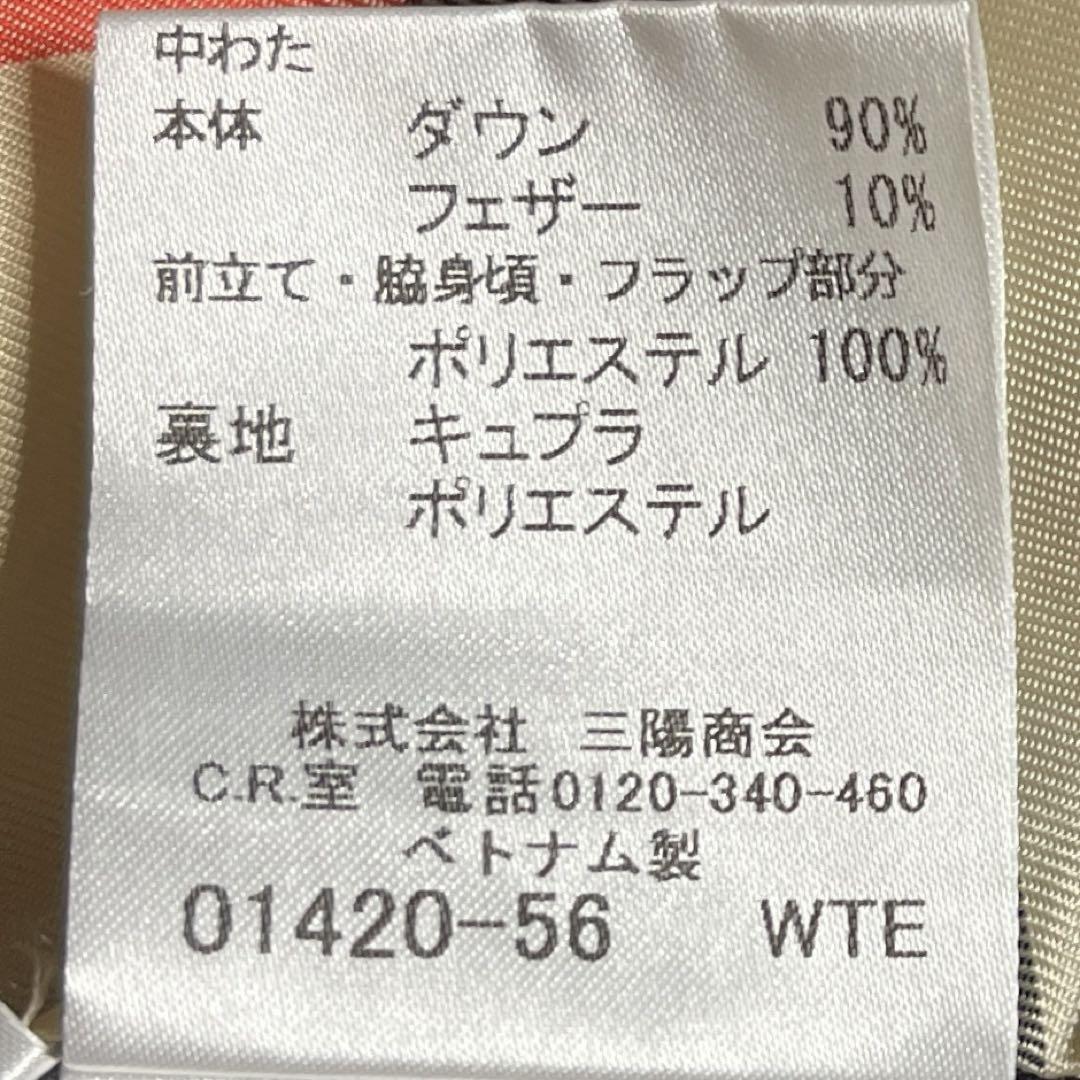 中わた
本体 ダウン 90%
フェザー 10%
前立て・脇身頃・フラップ部分
ポリエステル 100%
裏地 キュプラ
ポリエステル
株式会社 三陽商会
C.R.室 電話0120-340-460
ベトナム製
01420-56 WTE